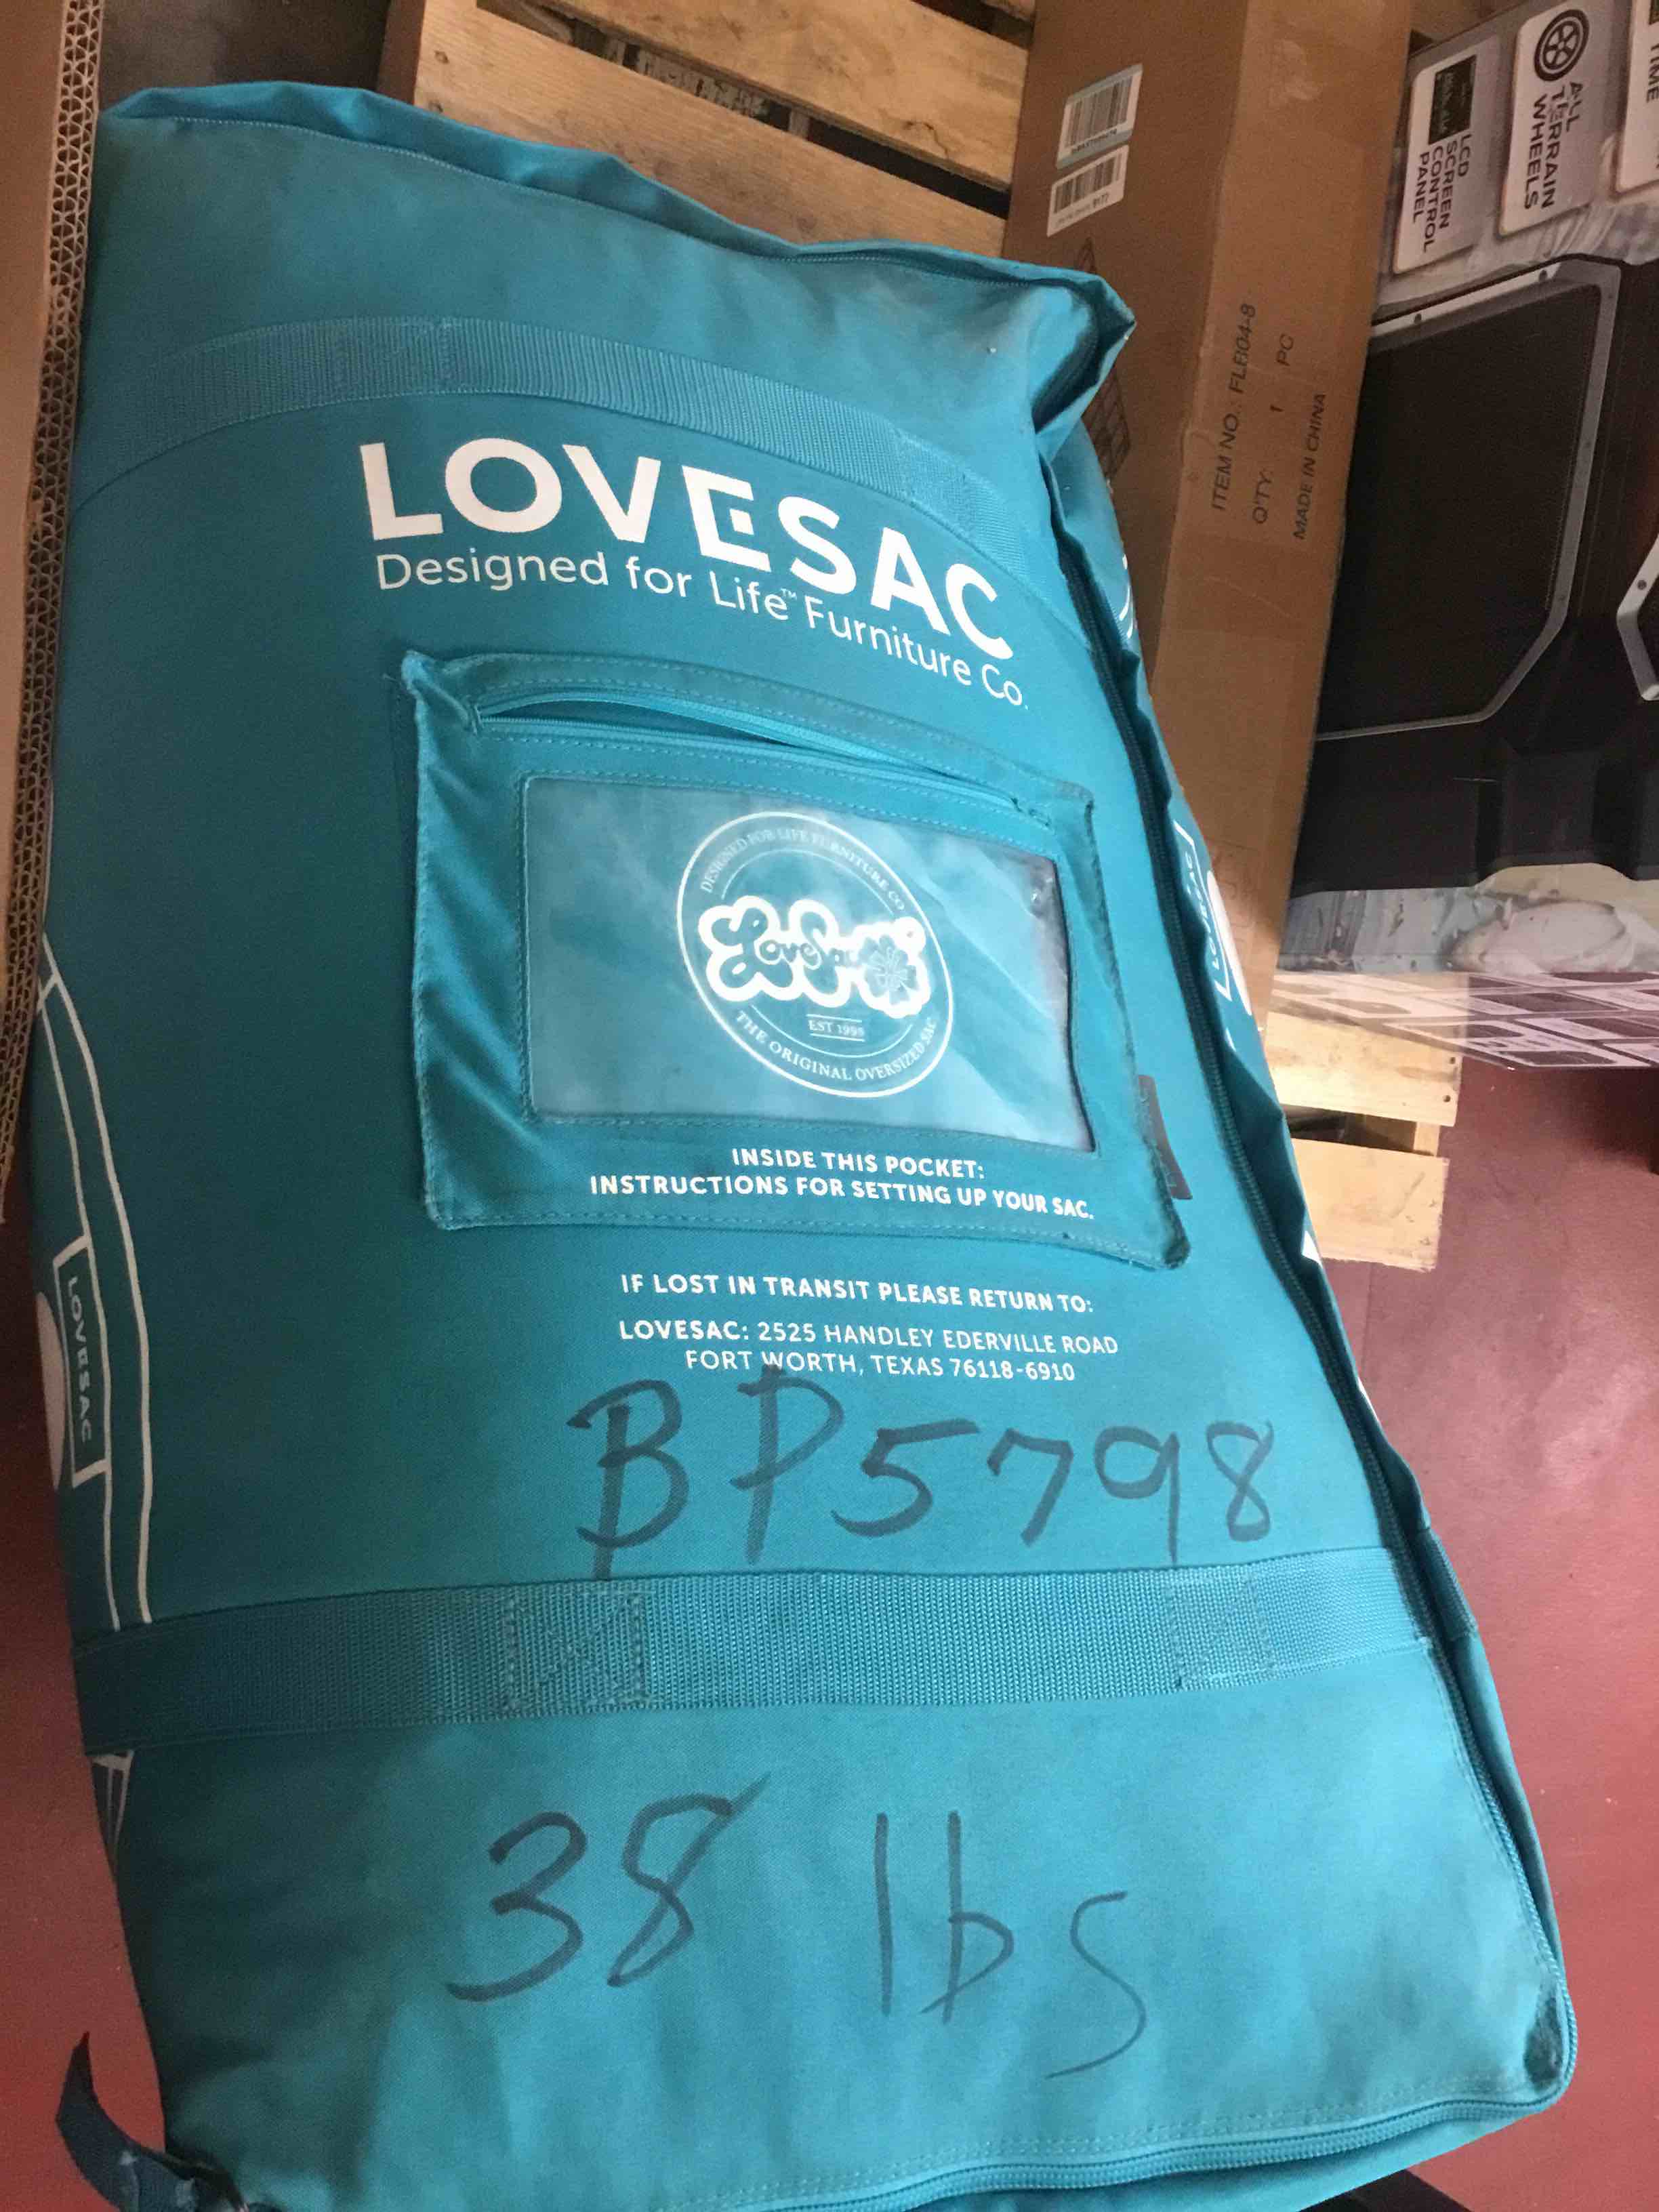 LOVESAC
Designed for Life™ Furniture Co.
DESIGNED FOR LIFE FURNITURE CO
LoveSac
EST 1995
THE ORIGINAL OVERSIZED SAC
INSIDE THIS POCKET:
INSTRUCTIONS FOR SETTING UP YOUR SAC.
IF LOST IN TRANSIT PLEASE RETURN TO:
LOVESAC: 2525 HANDLEY EDERVILLE ROAD
FORT WORTH, TEXAS 76118-6910
BP5798
38 lbs
LOVESAC
LOVESAC
ITEM NO.: FLB04-8
Q'TY: 1 PC
MADE IN CHINA
LCD
SCREEN
CONTROL
PANEL
ALL
TERRAIN
WHEELS
TIME